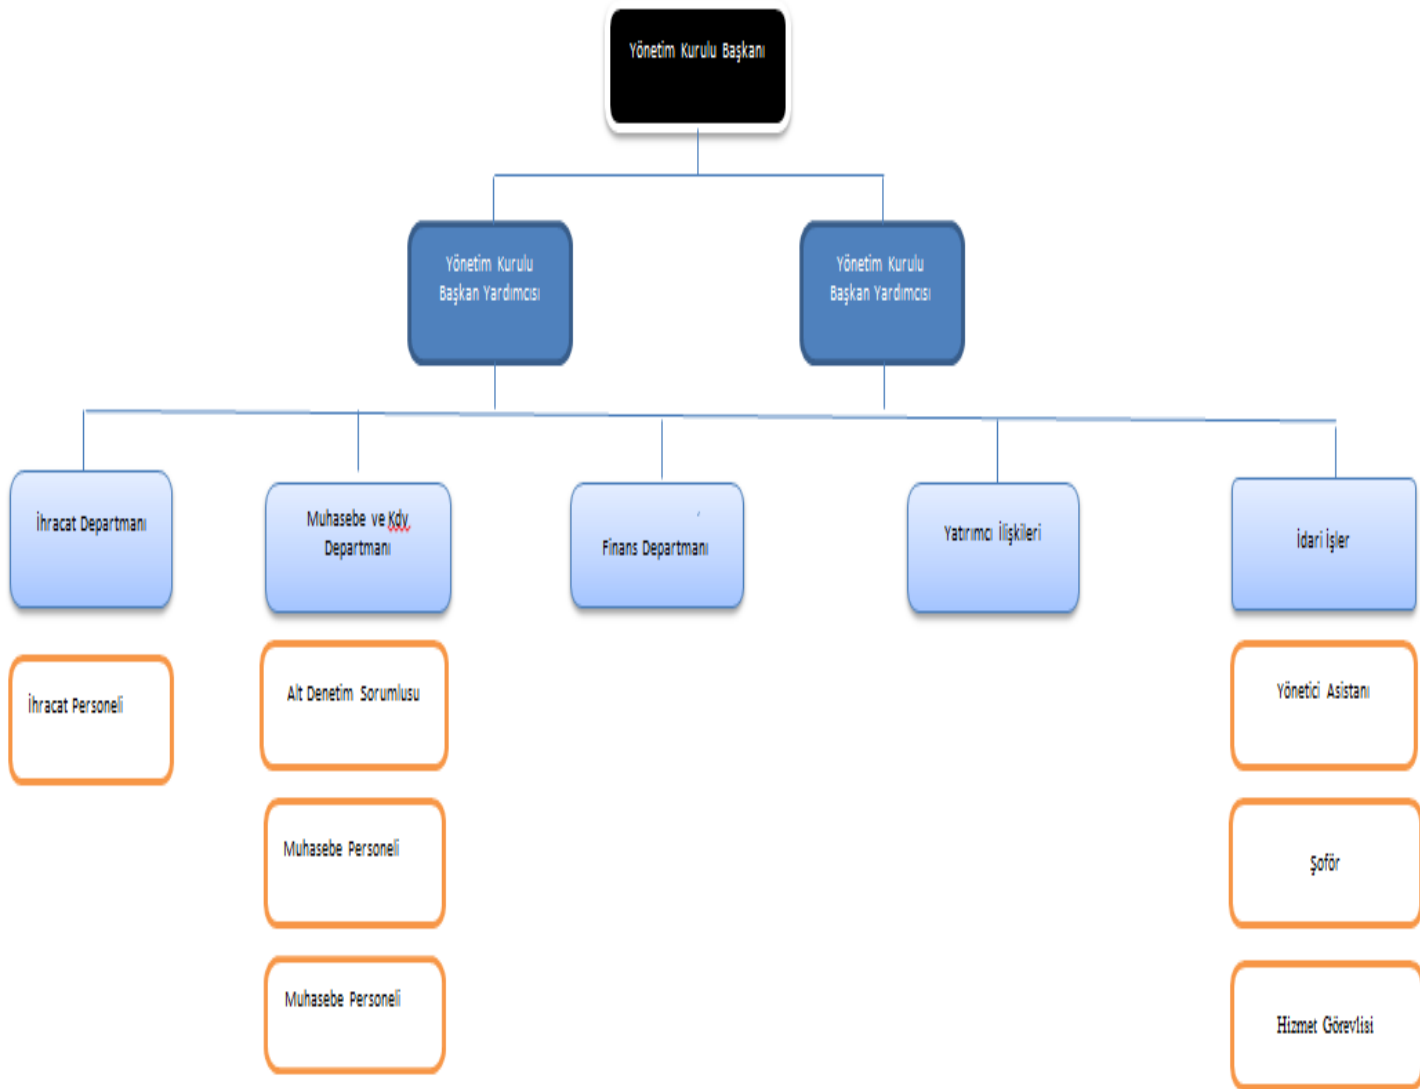 Yönetim Kurulu Başkanı
Yönetim Kurulu
Başkan Yardımcısı
Yönetim Kurulu
Başkan Yardımcısı
İhracat Departmanı
Muhasebe ve Kdv
Departmanı
Finans Departmanı
Yatırımcı İlişkileri
İdari İşler
İhracat Personeli
Alt Denetim Sorumlusu
Yönetici Asistanı
Muhasebe Personeli
Şoför
Muhasebe Personeli
Hizmet Görevlisi